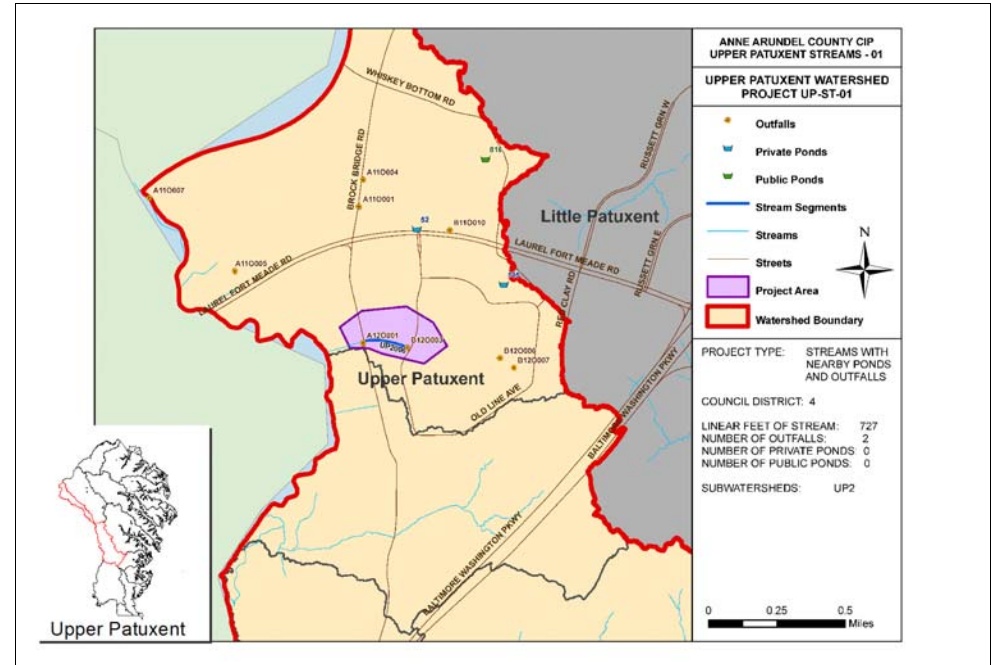 ANNE ARUNDEL COUNTY CIP
UPPER PATUXENT STREAMS - 01
UPPER PATUXENT WATERSHED
PROJECT UP-ST-01
Outfalls
Private Ponds
Public Ponds
Stream Segments
Streams
Streets
Project Area
Watershed Boundary
N
PROJECT TYPE: STREAMS WITH
NEARBY PONDS
AND OUTFALLS
COUNCIL DISTRICT: 4
LINEAR FEET OF STREAM: 727
NUMBER OF OUTFALLS: 2
NUMBER OF PRIVATE PONDS 0
NUMBER OF PUBLIC PONDS: 0
SUBWATERSHEDS: UP2
0 0.25 0.5
Miles
WHISKEY BOTTOM RD
BROCK BRIDGE RD
RUSSETT GRN W
816
A11O604
A11O607
A11O001
Little Patuxent
52
B11O010
LAUREL FORT MEADE RD
RUSSETT GRN E
A11O005
LAUREL FORT MEADE RD
RED CLAY RD
A12O001
UP2006
B12O006
B12O007
Upper Patuxent
OLD LINE AVE
BALTIMORE WASHINGTON PKWY
BALTIMORE WASHINGTON PKWY
Upper Patuxent